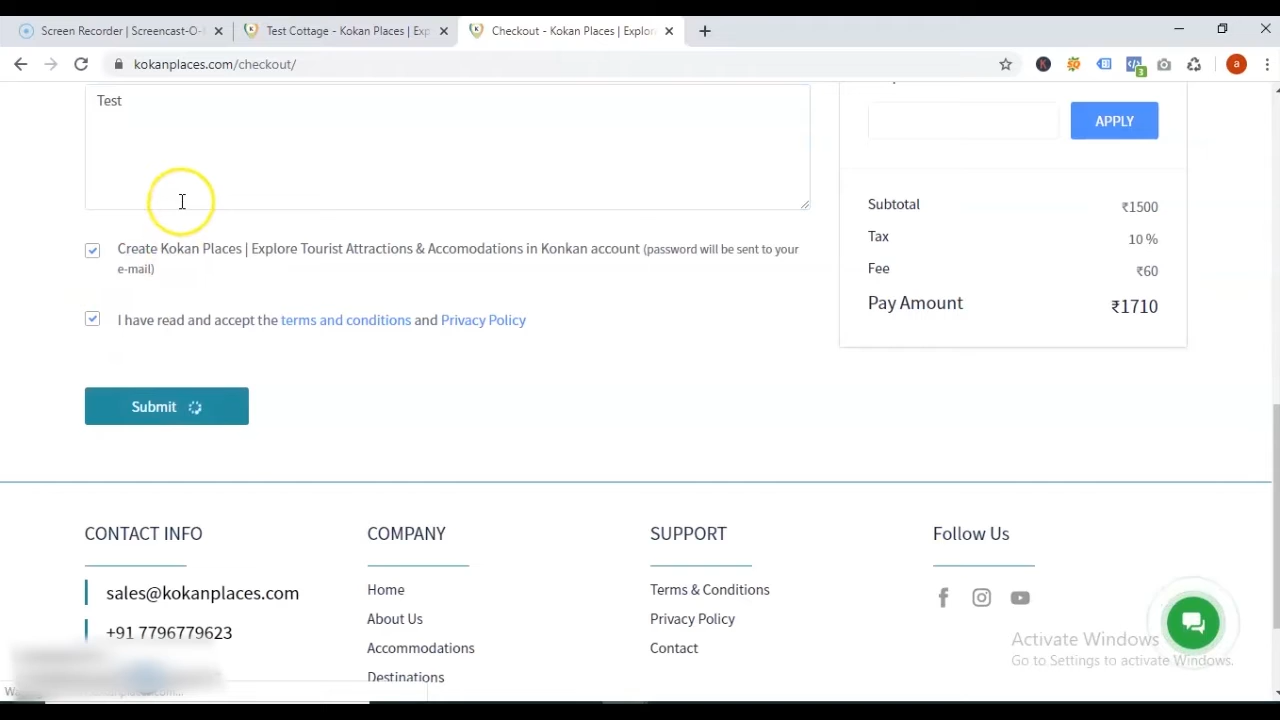 Screen Recorder | Screencast-O-
Test Cottage - Kokan Places | Exp
Checkout - Kokan Places | Explor
kokanplaces.com/checkout/
3
a
Test
APPLY
Subtotal ₹1500
Tax 10 %
Fee ₹60
Pay Amount ₹1710
Create Kokan Places | Explore Tourist Attractions & Accomodations in Konkan account (password will be sent to your
e-mail)
I have read and accept the terms and conditions and Privacy Policy
Submit
CONTACT INFO
sales@kokanplaces.com
+91 7796779623
COMPANY
Home
About Us
Accommodations
Destinations
SUPPORT
Terms & Conditions
Privacy Policy
Contact
Follow Us
Activate Windows
Go to Settings to activate Windows.